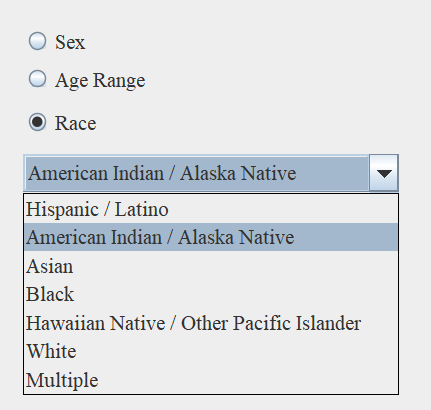 Sex
Age Range
Race
American Indian / Alaska Native
Hispanic / Latino
American Indian / Alaska Native
Asian
Black
Hawaiian Native / Other Pacific Islander
White
Multiple